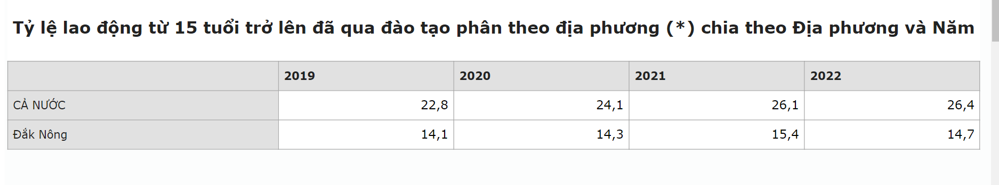 Tỷ lệ lao động từ 15 tuổi trở lên đã qua đào tạo phân theo địa phương (*) chia theo Địa phương và Năm
2019 2020 2021 2022
CẢ NƯỚC 22,8 24,1 26,1 26,4
Đắk Nông 14,1 14,3 15,4 14,7